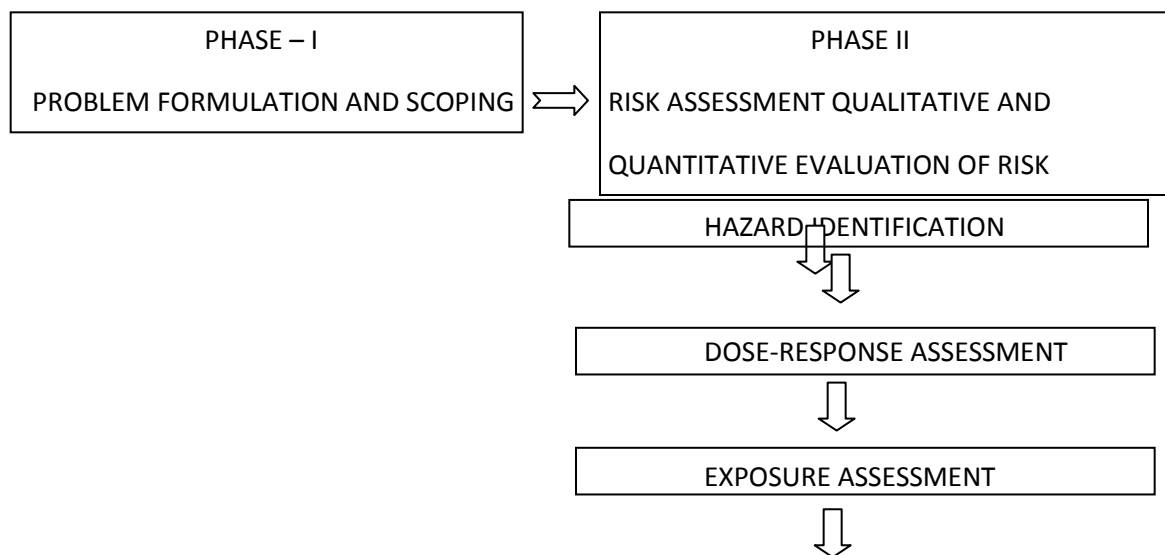 PHASE – I
PROBLEM FORMULATION AND SCOPING
PHASE II
RISK ASSESSMENT QUALITATIVE AND
QUANTITATIVE EVALUATION OF RISK
HAZARD IDENTIFICATION
DOSE-RESPONSE ASSESSMENT
EXPOSURE ASSESSMENT